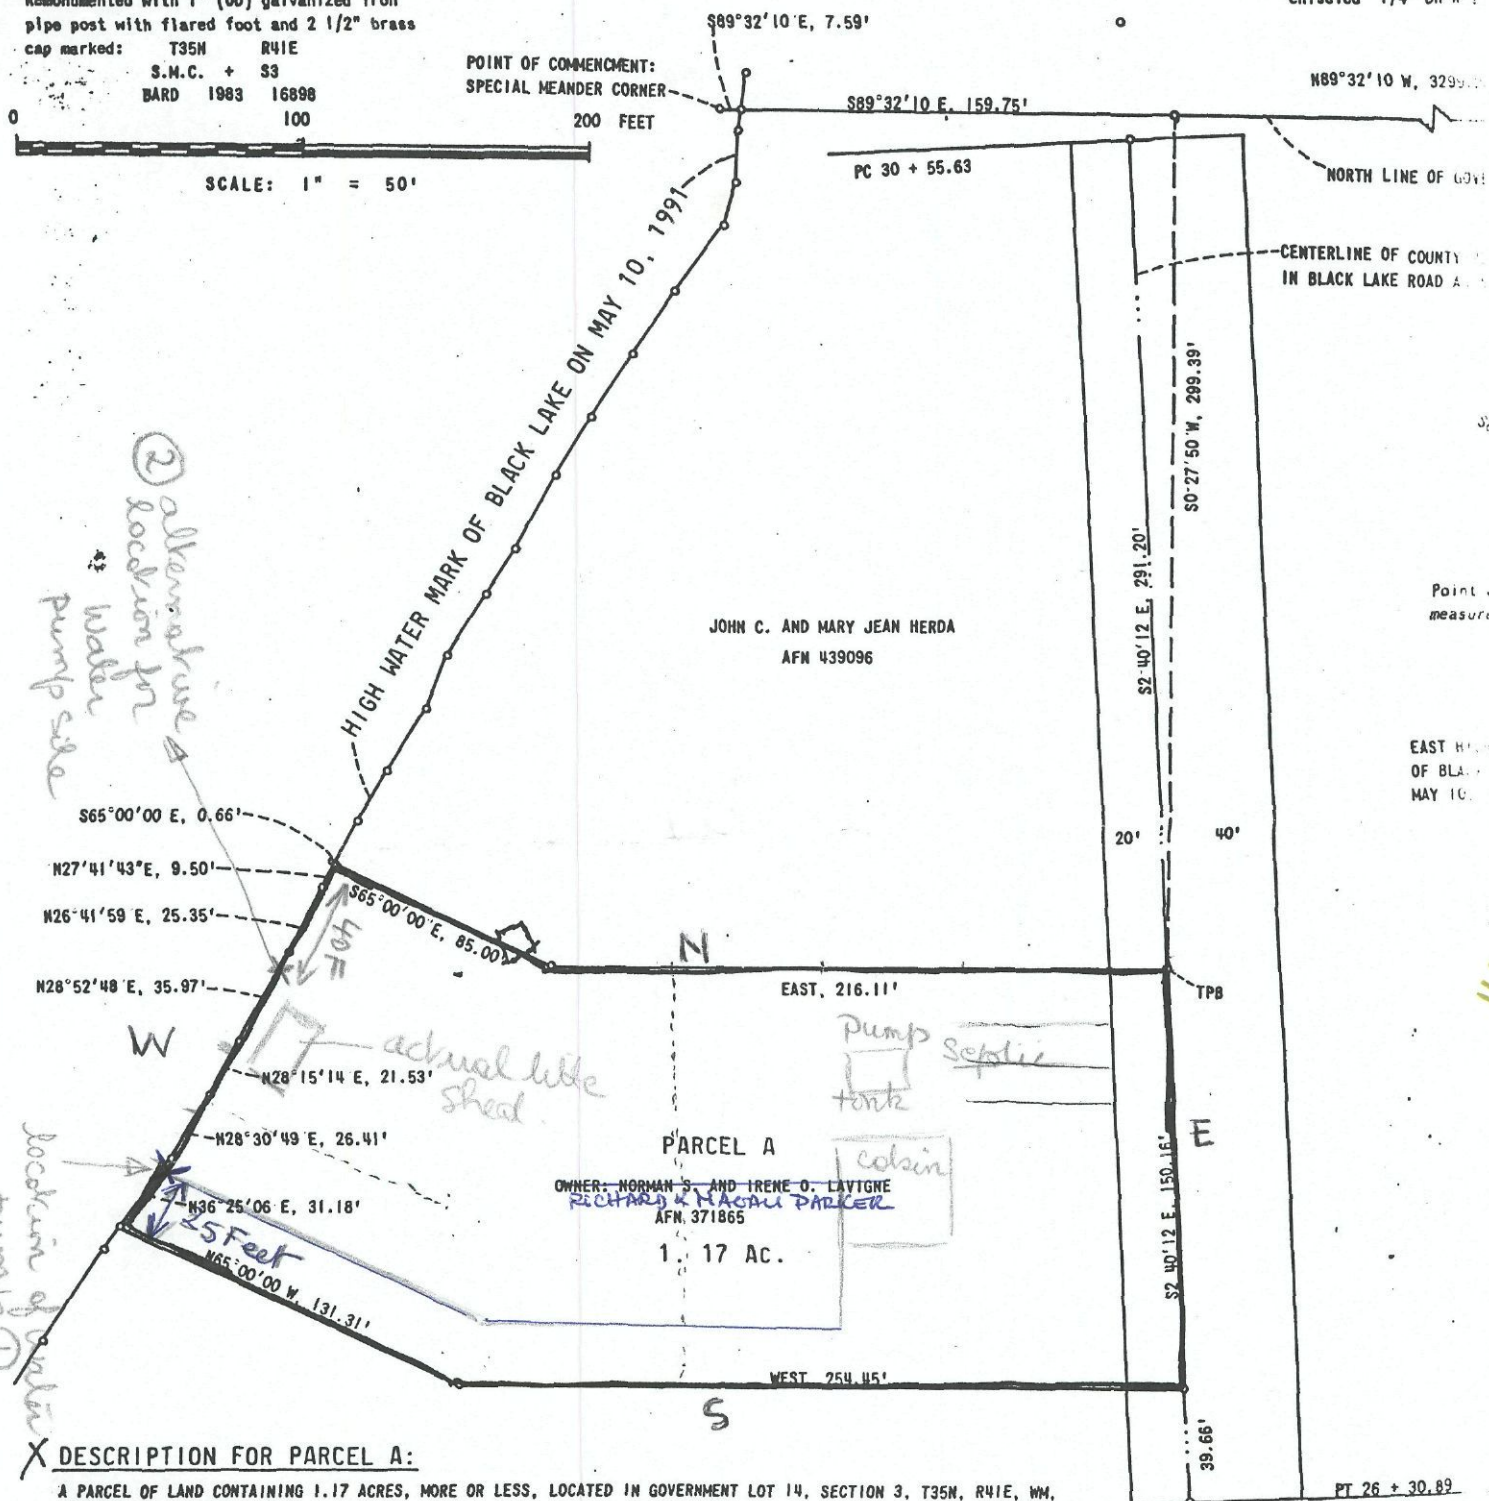 pipe post with flared foot and 2 1/2" brass
cap marked: T35N R41E
S.M.C. + S3
BARD 1983 16898
0 100 200 FEET
SCALE: 1" = 50'
S89°32'10 E, 7.59'
POINT OF COMMENCMENT:
SPECIAL MEANDER CORNER
S89°32'10 E, 159.75'
N89°32'10 W,
PC 30 + 55.63
NORTH LINE OF
CENTERLINE OF COUNTY
IN BLACK LAKE ROAD
HIGH WATER MARK OF BLACK LAKE ON MAY 10, 1991
S0°27'50 W, 299.39'
S2°40'12 E, 291.20'
② alternative
location for
Water
pump site
JOHN C. AND MARY JEAN HERDA
AFN 439096
Point
EAST
MAY
20' 40'
S65°00'00 E, 0.66'
N27°41'43"E, 9.50'
N26°41'59 E, 25.35'
N28°52'48 E, 35.97'
S65°00'00 E, 85.00'
40F
N
EAST, 216.11'
TPB
W
actual little
shed
N28°15'14 E, 21.53'
Pump
tank
Septic
N28°30'49 E, 26.41'
PARCEL A
cabin
E
OWNER: NORMAN S. AND IRENE O. LAVIGNE
RICHARD & MAGALI PARKER
AFN 371865
1.17 Ac.
N36°25'06 E, 31.18'
25 Feet
N65°00'00 W, 131.31'
S2°40'12 E, 150.16'
WEST 254.45'
S
location of water
①
39.66'
PT 26 + 30.89
X DESCRIPTION FOR PARCEL A:
A PARCEL OF LAND CONTAINING 1.17 ACRES, MORE OR LESS, LOCATED IN GOVERNMENT LOT 14, SECTION 3, T35N, R41E, WM,